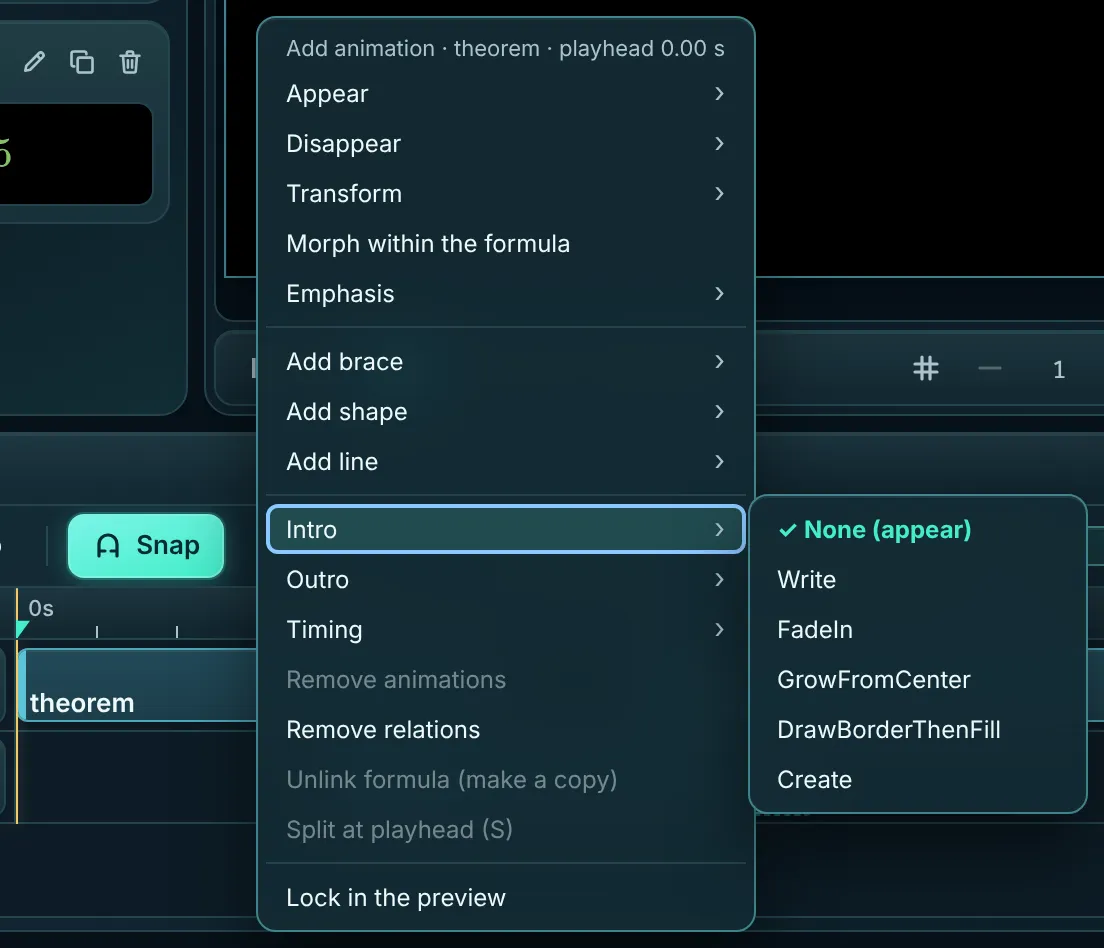 Add animation · theorem · playhead 0.00 s
Appear
Disappear
Transform
Morph within the formula
Emphasis
Add brace
Add shape
Add line
Intro
Outro
Timing
Remove animations
Remove relations
Unlink formula (make a copy)
Split at playhead (S)
Lock in the preview
None (appear)
Write
FadeIn
GrowFromCenter
DrawBorderThenFill
Create
5
1
Snap
0s
theorem